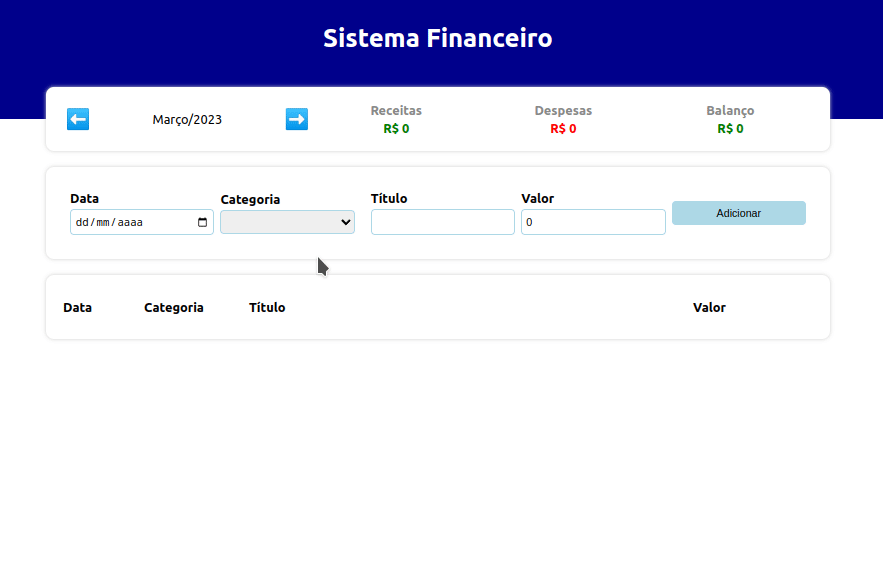 Sistema Financeiro
⬅️ Março/2023 ➡️ Receitas Despesas Balanço
R$ 0 R$ 0 R$ 0
Data Categoria Título Valor
dd/mm/aaaa 0 Adicionar
Data Categoria Título Valor